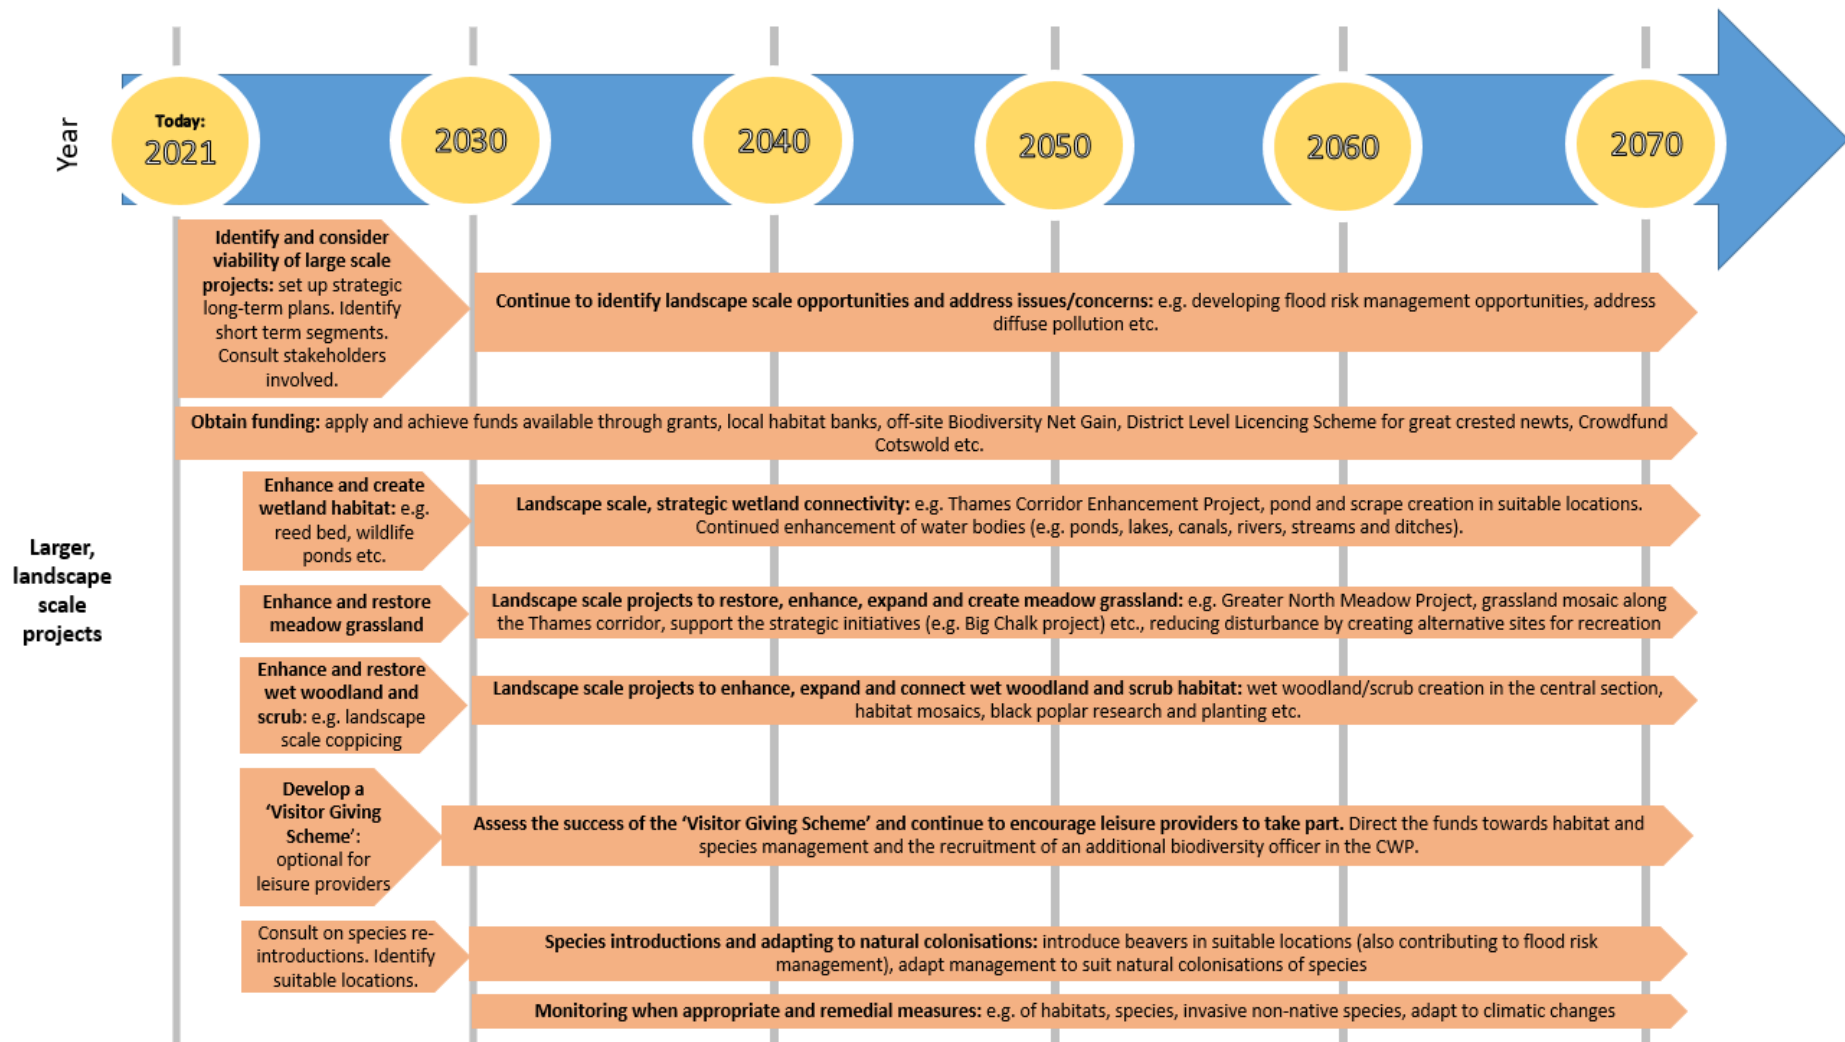 Year
Today:
2021
2030
2040
2050
2060
2070
Larger,
landscape
scale
projects
Identify and consider
viability of large scale
projects: set up strategic
long-term plans. Identify
short term segments.
Consult stakeholders
involved.
Continue to identify landscape scale opportunities and address issues/concerns: e.g. developing flood risk management opportunities, address
diffuse pollution etc.
Obtain funding: apply and achieve funds available through grants, local habitat banks, off-site Biodiversity Net Gain, District Level Licencing Scheme for great crested newts, Crowdfund
Cotswold etc.
Enhance and create
wetland habitat: e.g.
reed bed, wildlife
ponds etc.
Landscape scale, strategic wetland connectivity: e.g. Thames Corridor Enhancement Project, pond and scrape creation in suitable locations.
Continued enhancement of water bodies (e.g. ponds, lakes, canals, rivers, streams and ditches).
Enhance and restore
meadow grassland
Landscape scale projects to restore, enhance, expand and create meadow grassland: e.g. Greater North Meadow Project, grassland mosaic along
the Thames corridor, support the strategic initiatives (e.g. Big Chalk project) etc., reducing disturbance by creating alternative sites for recreation
Enhance and restore
wet woodland and
scrub: e.g. landscape
scale coppicing
Landscape scale projects to enhance, expand and connect wet woodland and scrub habitat: wet woodland/scrub creation in the central section,
habitat mosaics, black poplar research and planting etc.
Develop a
‘Visitor Giving
Scheme’:
optional for
leisure providers
Assess the success of the ‘Visitor Giving Scheme’ and continue to encourage leisure providers to take part. Direct the funds towards habitat and
species management and the recruitment of an additional biodiversity officer in the CWP.
Consult on species re-
introductions. Identify
suitable locations.
Species introductions and adapting to natural colonisations: introduce beavers in suitable locations (also contributing to flood risk
management), adapt management to suit natural colonisations of species
Monitoring when appropriate and remedial measures: e.g. of habitats, species, invasive non-native species, adapt to climatic changes